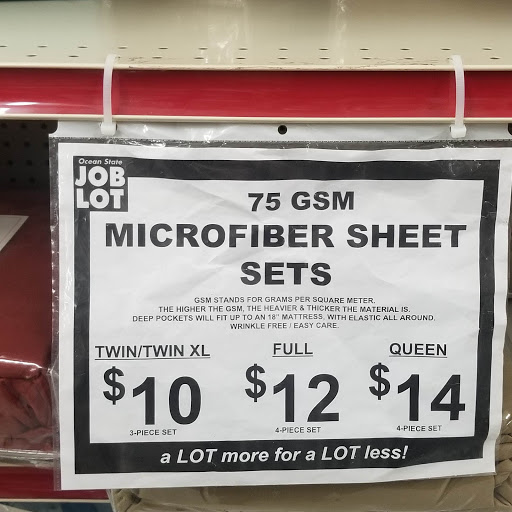 Ocean State
JOB
LOT
75 GSM
MICROFIBER SHEET
SETS
GSM STANDS FOR GRAMS PER SQUARE METER.
THE HIGHER THE GSM, THE HEAVIER & THICKER THE MATERIAL IS.
DEEP POCKETS WILL FIT UP TO AN 18" MATTRESS, WITH ELASTIC ALL AROUND.
WRINKLE FREE / EASY CARE.
TWIN/TWIN XL FULL QUEEN
$10 $12 $14
3-PIECE SET 4-PIECE SET 4-PIECE SET
a LOT more for a LOT less!